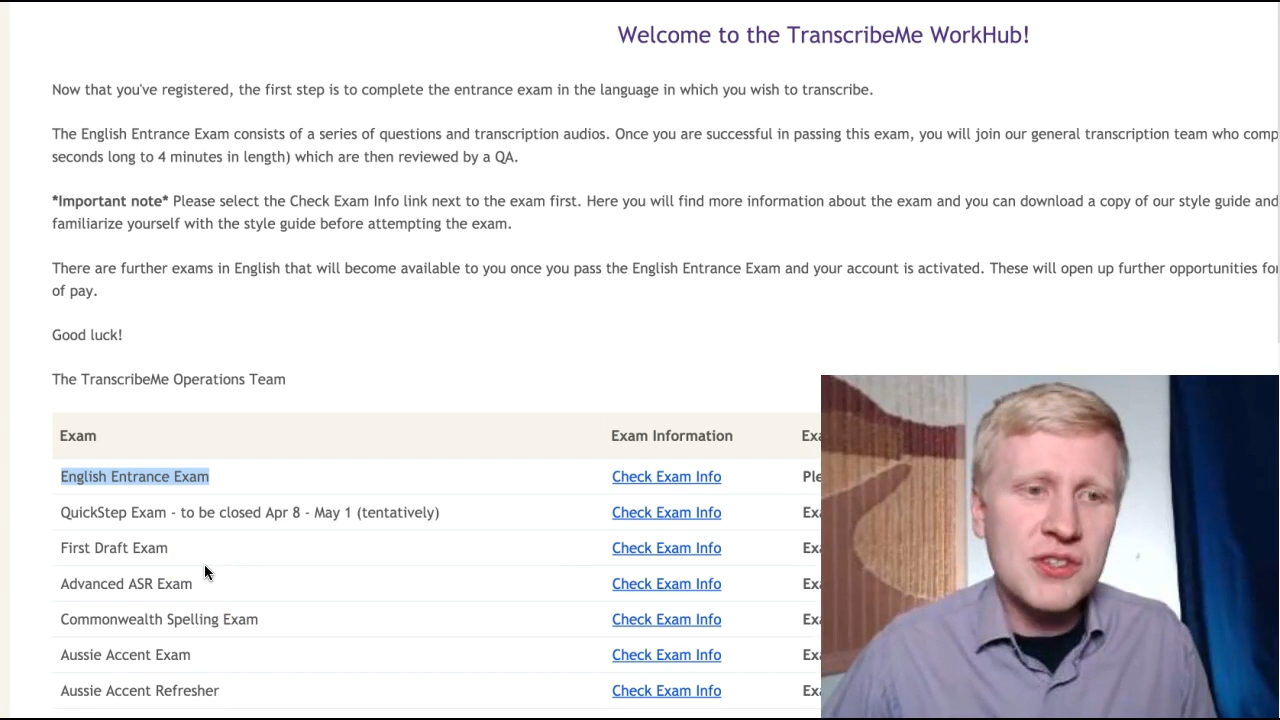 Welcome to the TranscribeMe WorkHub!
Now that you've registered, the first step is to complete the entrance exam in the language in which you wish to transcribe.
The English Entrance Exam consists of a series of questions and transcription audios. Once you are successful in passing this exam, you will join our general transcription team who comp
seconds long to 4 minutes in length) which are then reviewed by a QA.
*Important note* Please select the Check Exam Info link next to the exam first. Here you will find more information about the exam and you can download a copy of our style guide and
familiarize yourself with the style guide before attempting the exam.
There are further exams in English that will become available to you once you pass the English Entrance Exam and your account is activated. These will open up further opportunities for
of pay.
Good luck!
The TranscribeMe Operations Team
Exam Exam Information Exa
English Entrance Exam Check Exam Info Ple
QuickStep Exam - to be closed Apr 8 - May 1 (tentatively) Check Exam Info Exa
First Draft Exam Check Exam Info Exa
Advanced ASR Exam Check Exam Info Exa
Commonwealth Spelling Exam Check Exam Info Exa
Aussie Accent Exam Check Exam Info Exa
Aussie Accent Refresher Check Exam Info Exa